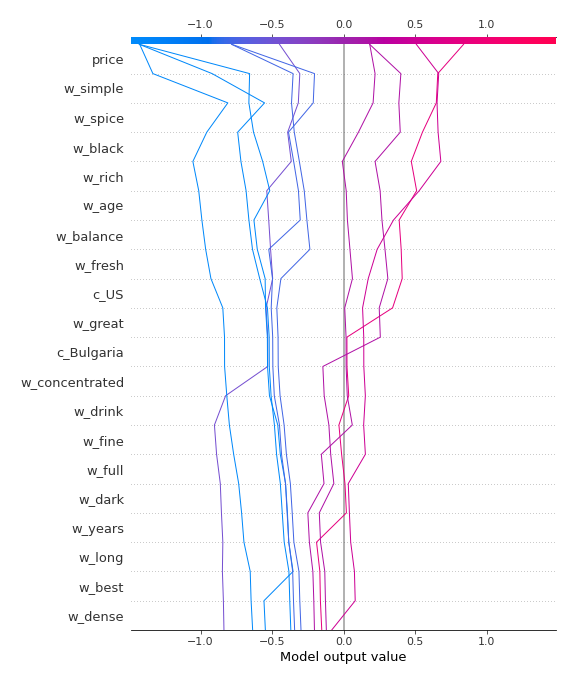 −1.0 −0.5 0.0 0.5 1.0
price
w_simple
w_spice
w_black
w_rich
w_age
w_balance
w_fresh
c_US
w_great
c_Bulgaria
w_concentrated
w_drink
w_fine
w_full
w_dark
w_years
w_long
w_best
w_dense
−1.0 −0.5 0.0 0.5 1.0
Model output value